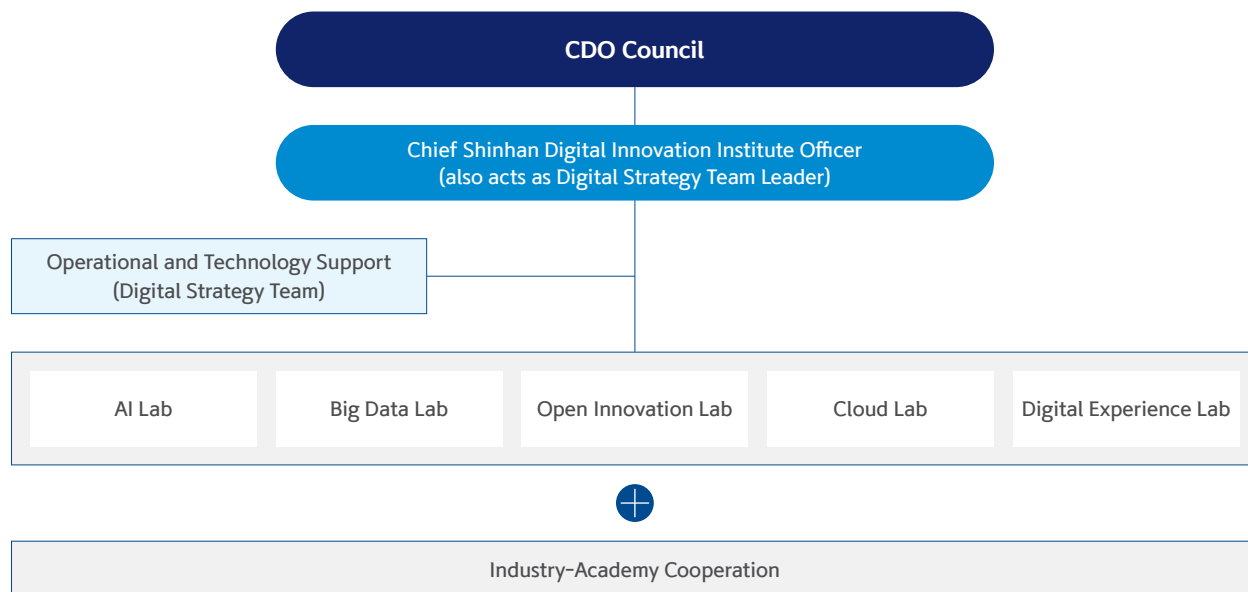 CDO Council
Chief Shinhan Digital Innovation Institute Officer
(also acts as Digital Strategy Team Leader)
Operational and Technology Support
(Digital Strategy Team)
AI Lab
Big Data Lab
Open Innovation Lab
Cloud Lab
Digital Experience Lab
Industry-Academy Cooperation